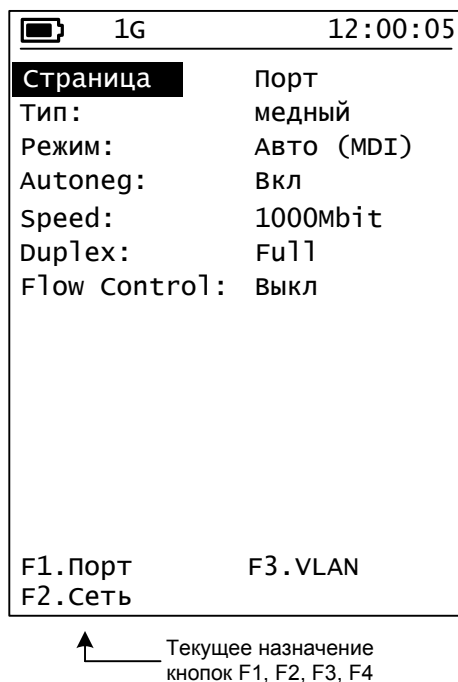 1G 12:00:05
Страница Порт
Тип: медный
Режим: Авто (MDI)
Autoneg: Вкл
Speed: 1000Mbit
Duplex: Full
Flow Control: Выкл
F1.Порт F3.VLAN
F2.Сеть
Текущее назначение
кнопок F1, F2, F3, F4